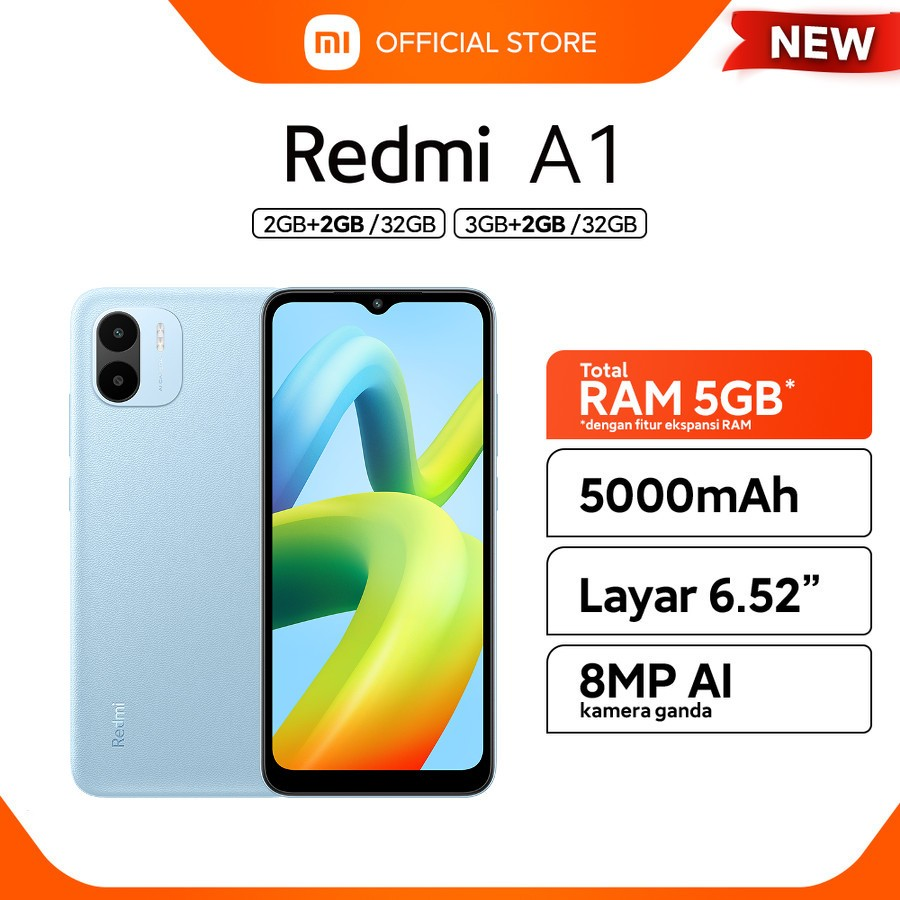 mi OFFICIAL STORE
NEW
Redmi A1
2GB+2GB /32GB
3GB+2GB /32GB
Total
RAM 5GB*
*dengan fitur ekspansi RAM
5000mAh
Layar 6.52”
8MP AI
kamera ganda
Redmi